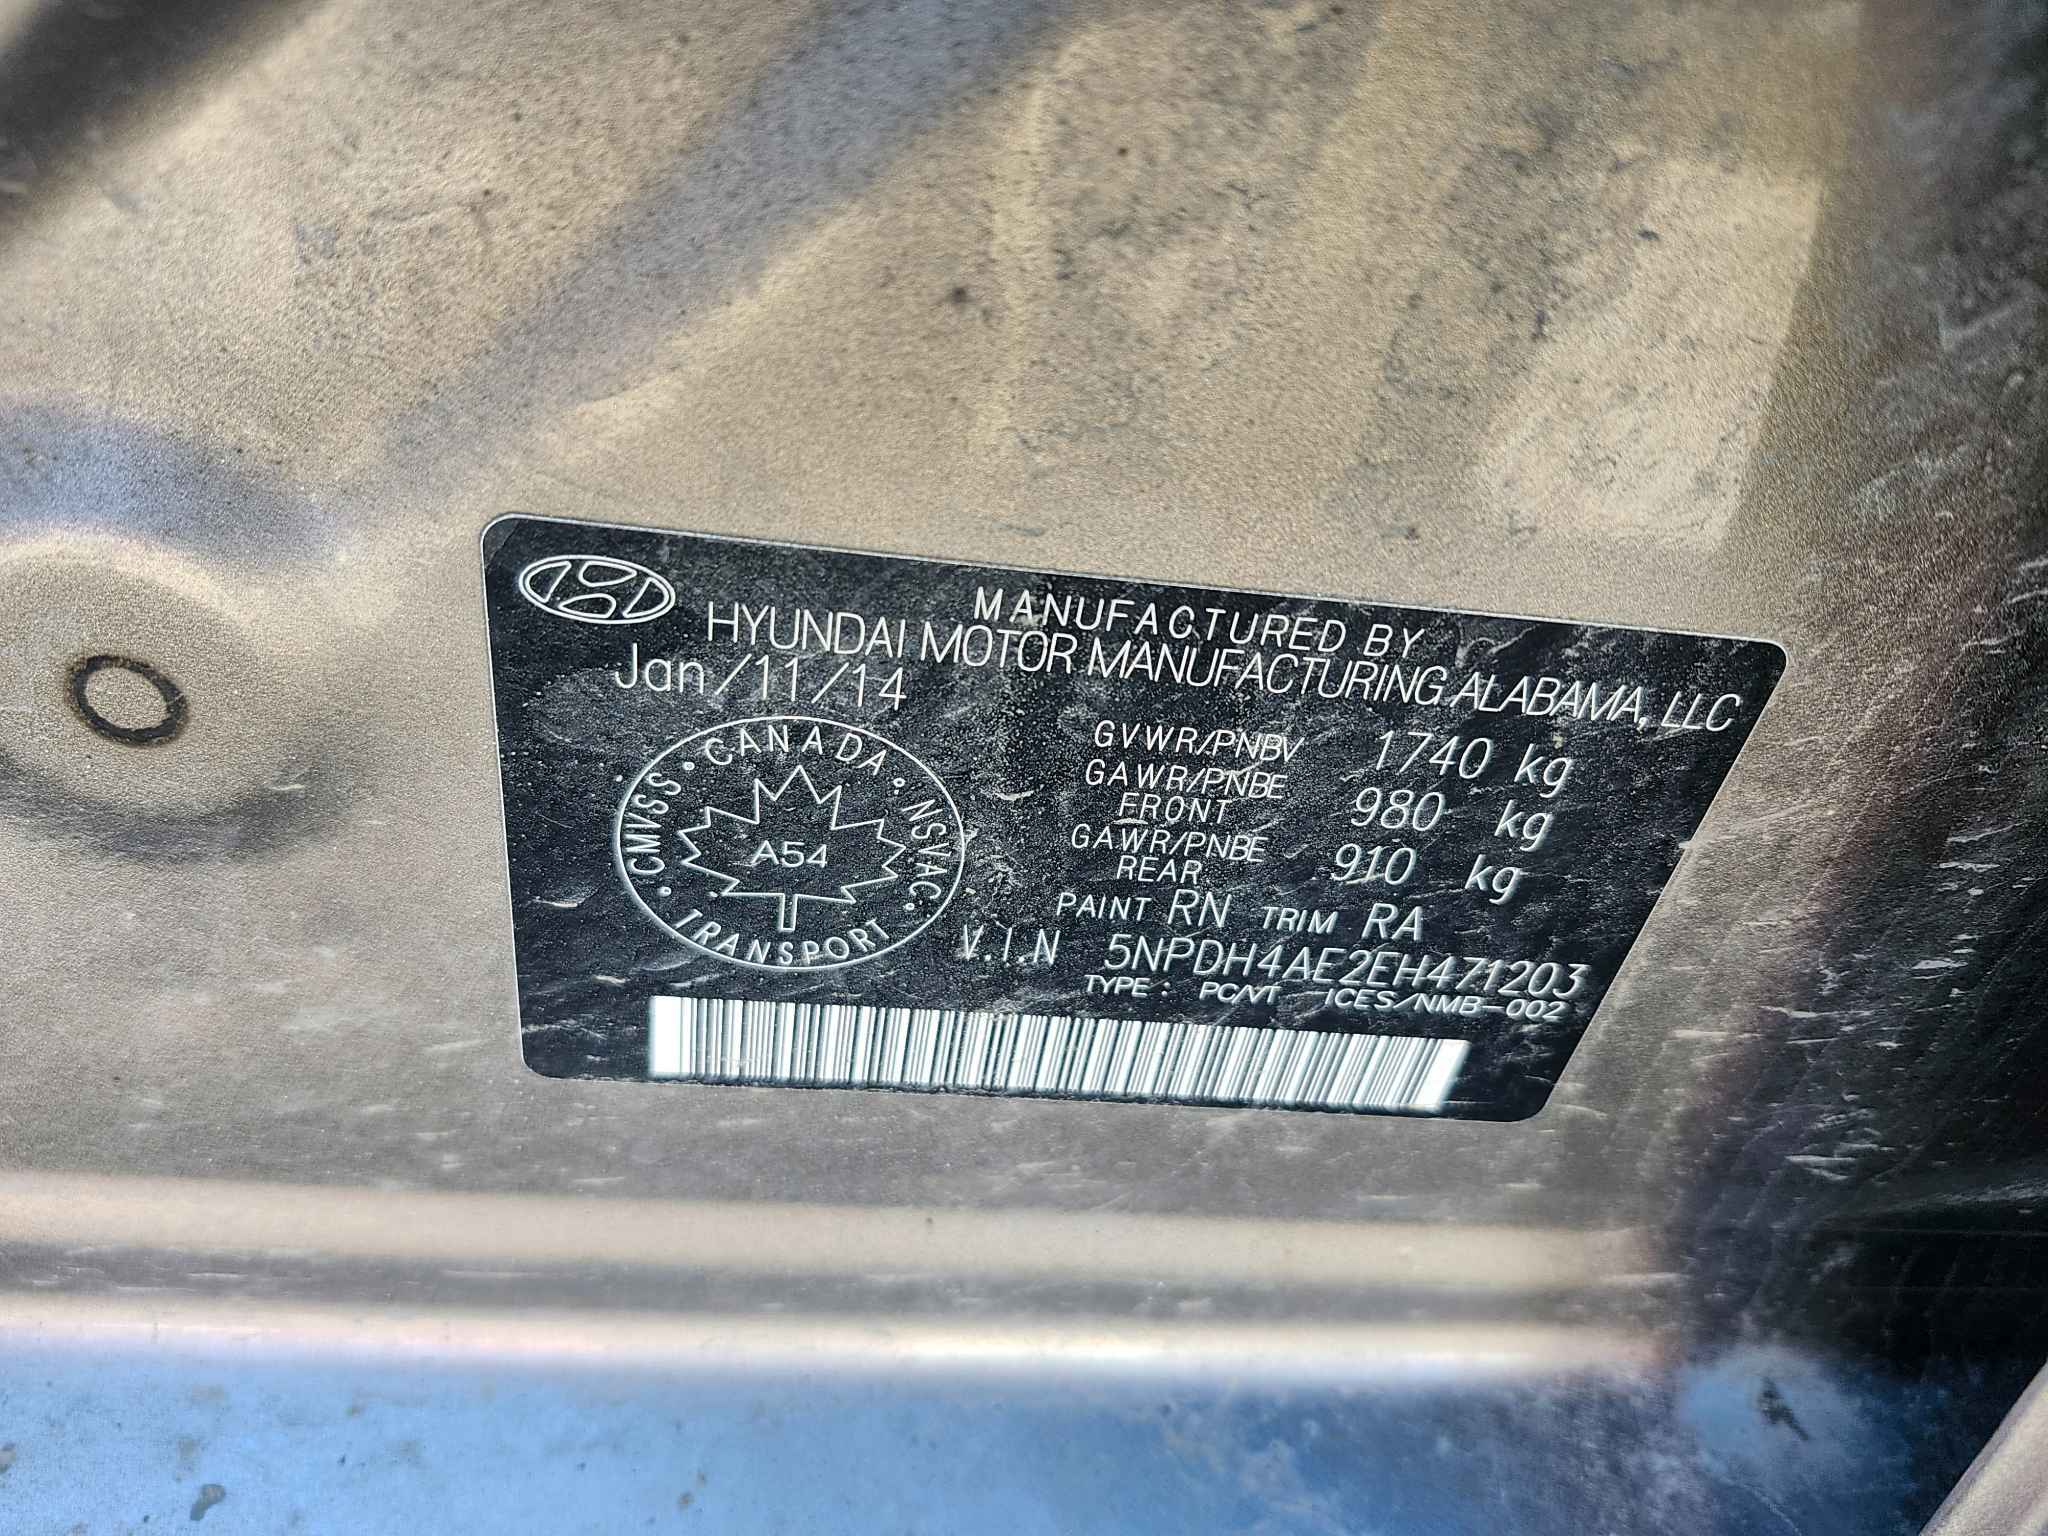 MANUFACTURED BY
HYUNDAI MOTOR MANUFACTURING ALABAMA, LLC
Jan/11/14
GVWR/PNBV 1740 kg
GAWR/PNBE FRONT 980 kg
GAWR/PNBE REAR 910 kg
PAINT RN TRIM RA
V.I.N 5NPDH4AE2EH471203
TYPE: PC/VT ICES/NMB-002
CMVSS • CANADA • NSVAC •
TRANSPORT
A54